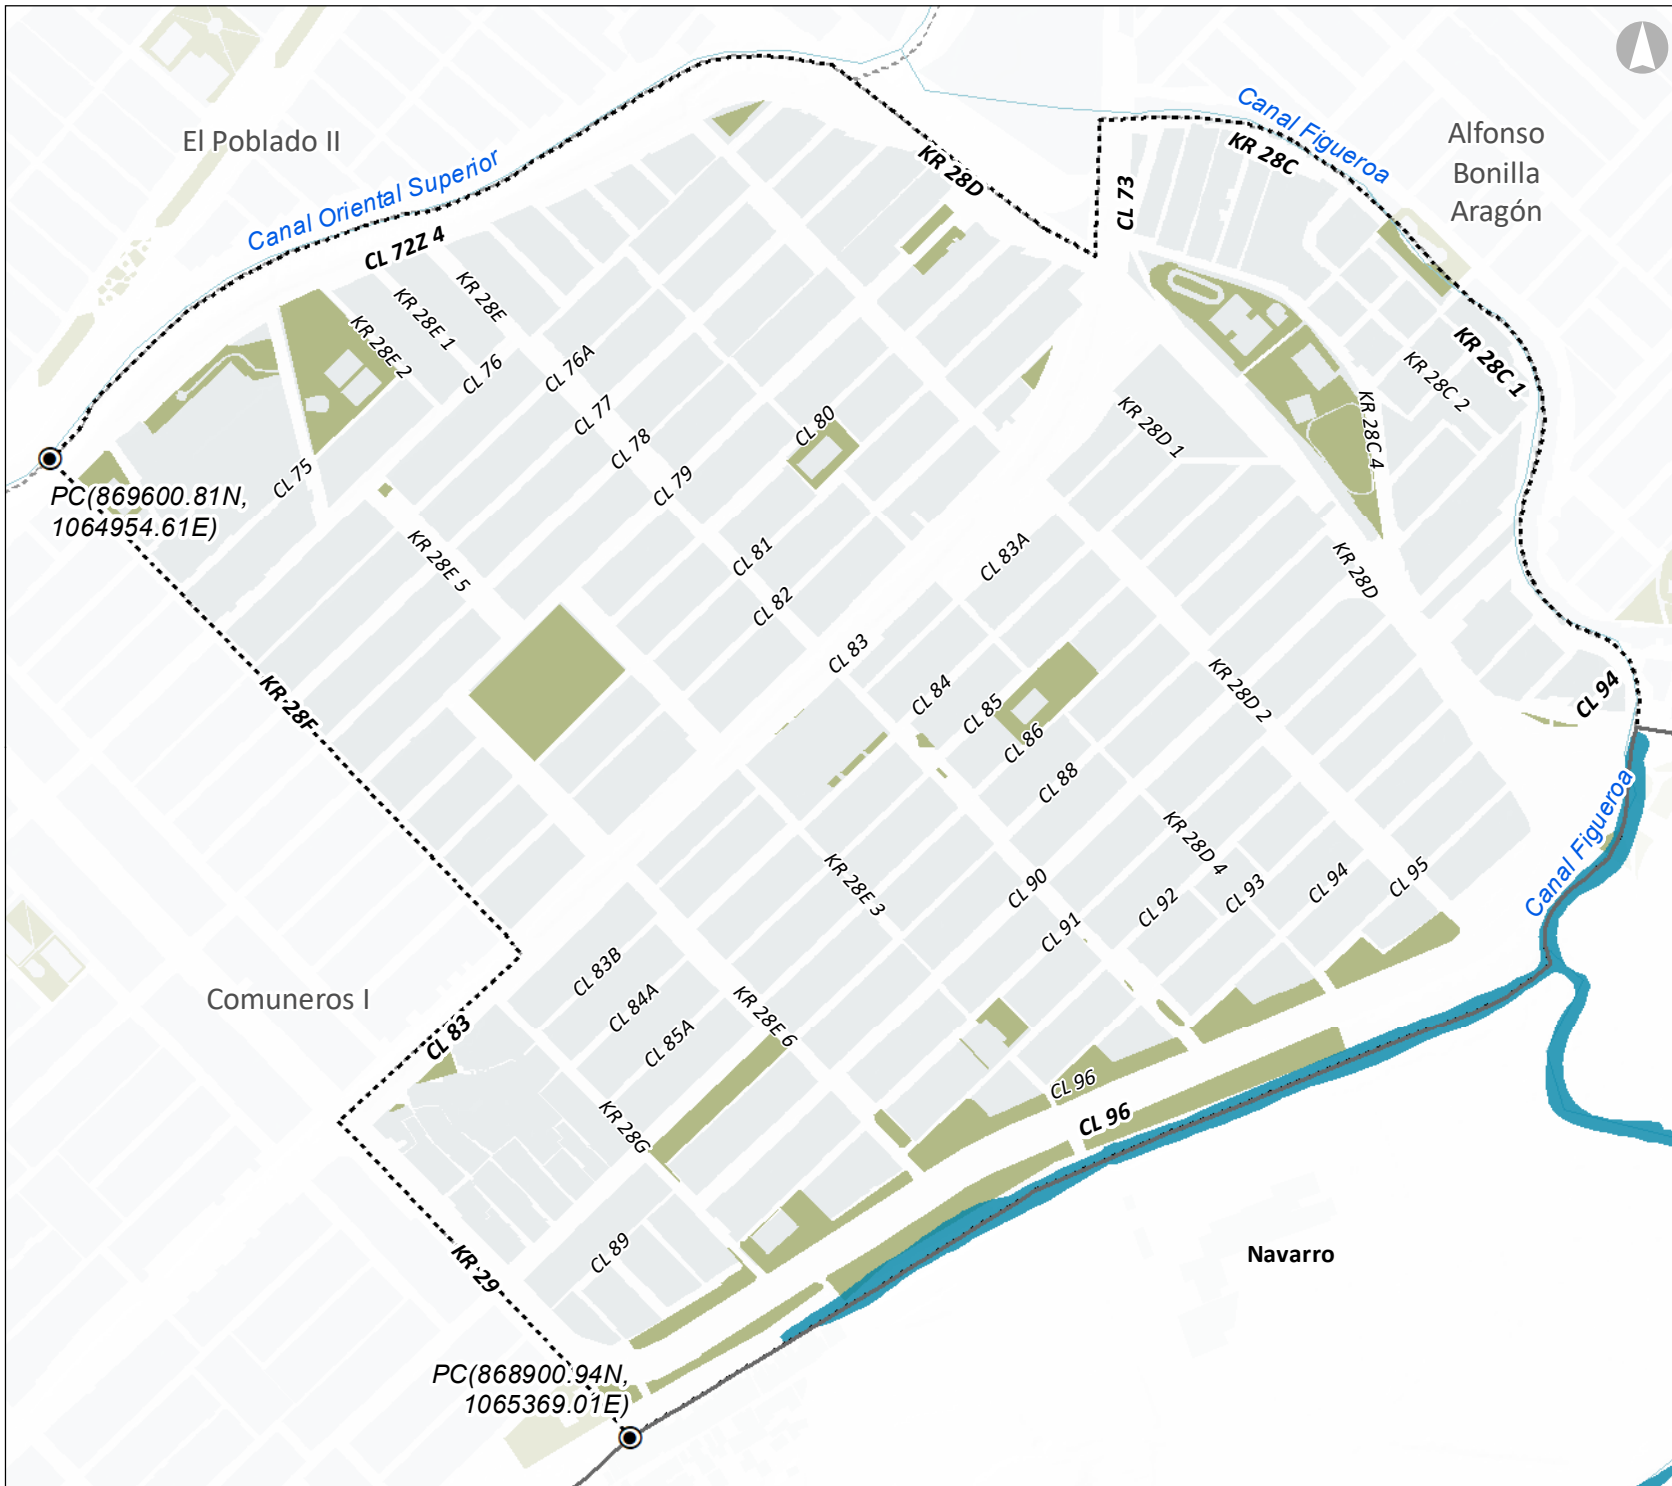 El Poblado II
Canal Oriental Superior
CL 72Z 4
KR 28D
CL 73
Canal Figueroa
KR 28C
Alfonso
Bonilla
Aragón
KR 28E
KR 28E 1
KR 28E 2
CL 76
CL 76A
CL 77
CL 78
CL 79
CL 80
CL 75
KR 28C 1
KR 28C 2
KR 28C 4
KR 28D 1
PC(869600.81N,
1064954.61E)
KR 28E 5
CL 81
CL 82
CL 83
CL 83A
KR 28D
KR 28F
CL 84
CL 85
CL 86
CL 88
KR 28D 2
CL 94
Canal Figueroa
KR 28E 3
KR 28D 4
CL 90
CL 91
CL 92
CL 93
CL 94
CL 95
Comuneros I
CL 83
CL 83B
CL 84A
CL 85A
KR 28E 6
KR 28G
CL 96
CL 96
CL 89
KR 29
Navarro
PC(868900.94N,
1065369.01E)